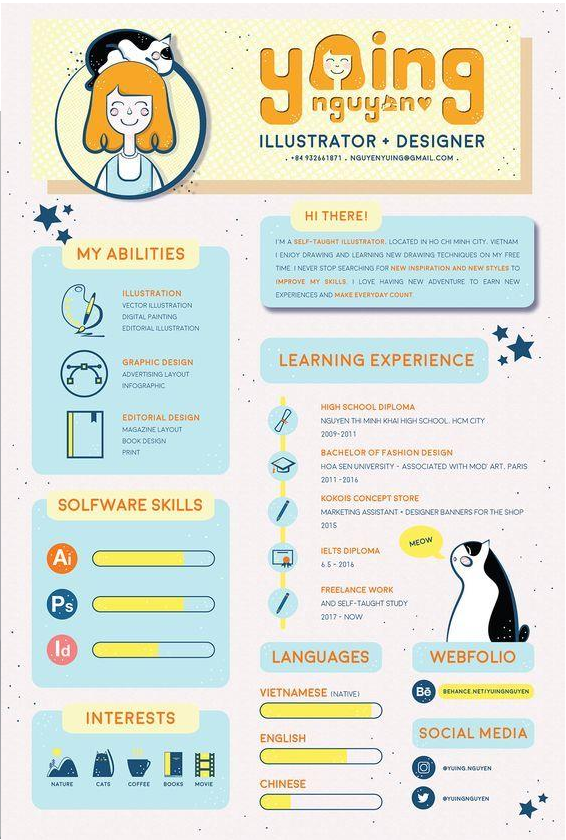 yuing
nguyen
ILLUSTRATOR + DESIGNER
• +84 932661871 . NGUYENYUING@GMAIL.COM •
HI THERE!
I'M A SELF-TAUGHT ILLUSTRATOR. LOCATED IN HO CHI MINH CITY. VIETNAM
I ENJOY DRAWING AND LEARNING NEW DRAWING TECHNIQUES ON MY FREE
TIME. I NEVER STOP SEARCHING FOR NEW INSPIRATION AND NEW STYLES TO
IMPROVE MY SKILLS. I LOVE HAVING NEW ADVENTURE TO EARN NEW
EXPERIENCES AND MAKE EVERYDAY COUNT.
MY ABILITIES
ILLUSTRATION
VECTOR ILLUSTRATION
DIGITAL PAINTING
EDITORIAL ILLUSTRATION
GRAPHIC DESIGN
ADVERTISING LAYOUT
INFOGRAPHIC
EDITORIAL DESIGN
MAGAZINE LAYOUT
BOOK DESIGN
PRINT
SOLFWARE SKILLS
Ai
Ps
Id
INTERESTS
NATURE
CATS
COFFEE
BOOKS
MOVIE
LEARNING EXPERIENCE
HIGH SCHOOL DIPLOMA
NGUYEN THI MINH KHAI HIGH SCHOOL. HCM CITY
2009-2011
BACHELOR OF FASHION DESIGN
HOA SEN UNIVERSITY - ASSOCIATED WITH MOD' ART. PARIS
2011 -2016
KOKOIS CONCEPT STORE
MARKETING ASSISTANT + DESIGNER BANNERS FOR THE SHOP
2015
IELTS DIPLOMA
6.5 - 2016
FREELANCE WORK
AND SELF-TAUGHT STUDY
2017 - NOW
MEOW
LANGUAGES
VIETNAMESE (NATIVE)
ENGLISH
CHINESE
WEBFOLIO
Bē
BEHANCE.NET/YUINGNGUYEN
SOCIAL MEDIA
@YUING.NGUYEN
@YUINGNGUYEN